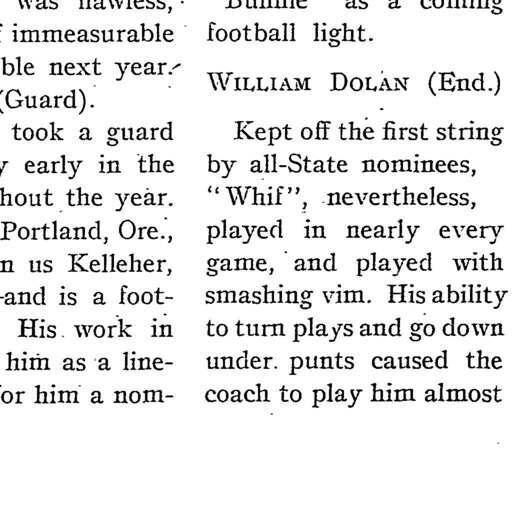 was flawless,
immeasurable
ble next year.
(Guard).
took a guard
y early in the
hout the year.
Portland, Ore.,
n us Kelleher,
-and is a foot-
His work in
him as a line-
for him a nom-
"Bunnie" as a coming
football light.
WILLIAM DOLAN (End.)
Kept off the first string
by all-State nominees,
"Whif", nevertheless,
played in nearly every
game, and played with
smashing vim. His ability
to turn plays and go down
under. punts caused the
coach to play him almost